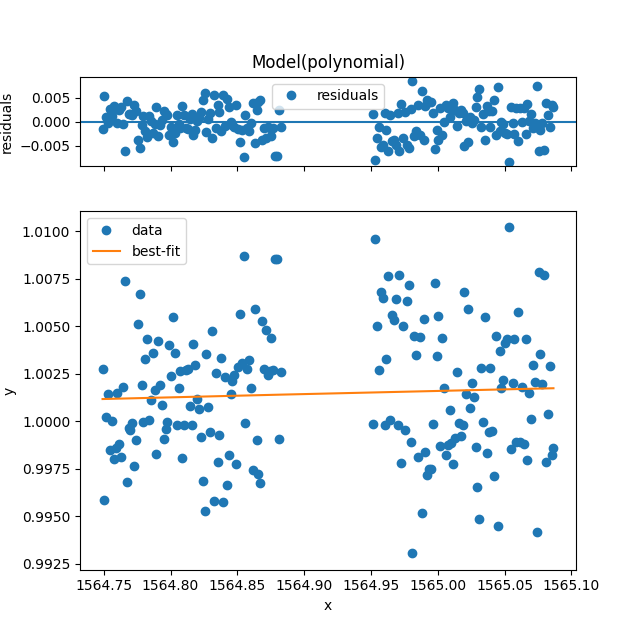 Model(polynomial)
residuals
0.005
0.000
−0.005
residuals
1.0100
1.0075
1.0050
1.0025
1.0000
0.9975
0.9950
0.9925
y
data
best-fit
1564.75 1564.80 1564.85 1564.90 1564.95 1565.00 1565.05 1565.10
x